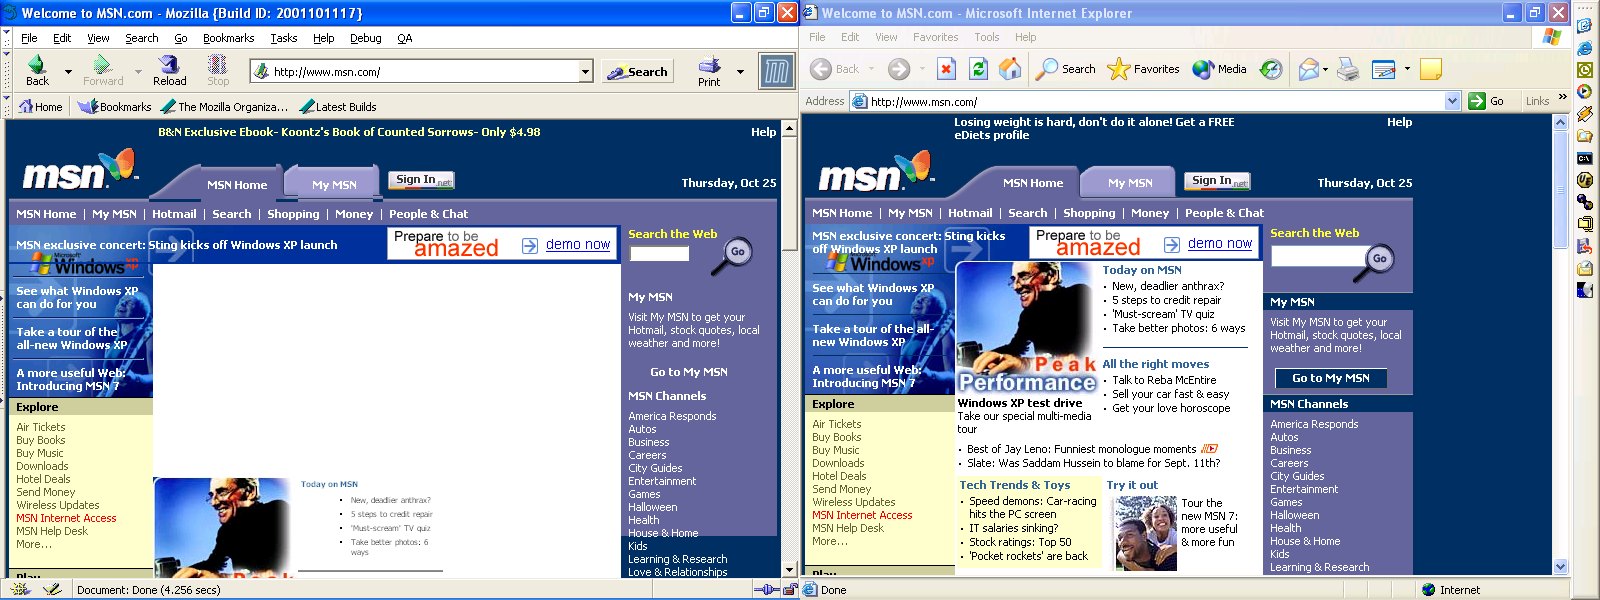 Welcome to MSN.com - Mozilla {Build ID: 2001101117}
File Edit View Search Go Bookmarks Tasks Help Debug QA
Back Forward Reload Stop http://www.msn.com/ Search Print
Home Bookmarks The Mozilla Organiza... Latest Builds
B&N Exclusive Ebook- Koontz's Book of Counted Sorrows- Only $4.98 Help
msn
MSN Home My MSN Sign In .net
Thursday, Oct 25
MSN Home | My MSN | Hotmail | Search | Shopping | Money | People & Chat
MSN exclusive concert: Sting kicks off Windows XP launch
Prepare to be
amazed demo now
Microsoft
Windows xp
See what Windows XP
can do for you
Take a tour of the
all-new Windows XP
A more useful Web:
Introducing MSN 7
Explore
Air Tickets
Buy Books
Buy Music
Downloads
Hotel Deals
Send Money
Wireless Updates
MSN Internet Access
MSN Help Desk
More...
Play
Today on MSN
New, deadlier anthrax?
5 steps to credit repair
'Must-scream' TV quiz
Take better photos: 6
ways
Search the Web
Go
My MSN
Visit My MSN to get your
Hotmail, stock quotes, local
weather and more!
Go to My MSN
MSN Channels
America Responds
Autos
Business
Careers
City Guides
Entertainment
Games
Halloween
Health
House & Home
Kids
Learning & Research
Love & Relationships
Document: Done (4.256 secs)
Welcome to MSN.com - Microsoft Internet Explorer
File Edit View Favorites Tools Help
Back Search Favorites Media
Address http://www.msn.com/ Go Links »
Losing weight is hard, don't do it alone! Get a FREE
eDiets profile
Help
msn
MSN Home My MSN Sign In .net
Thursday, Oct 25
MSN Home | My MSN | Hotmail | Search | Shopping | Money | People & Chat
MSN exclusive concert: Sting kicks
off Windows XP launch
Prepare to be
amazed demo now
Windows xp
See what Windows XP
can do for you
Take a tour of the all-
new Windows XP
A more useful Web:
Introducing MSN 7
Explore
Air Tickets
Buy Books
Buy Music
Downloads
Hotel Deals
Send Money
Wireless Updates
MSN Internet Access
MSN Help Desk
More...
Play
Peak
Performance
Windows XP test drive
Take our special multi-media
tour
Today on MSN
New, deadlier anthrax?
5 steps to credit repair
'Must-scream' TV quiz
Take better photos: 6 ways
All the right moves
Talk to Reba McEntire
Sell your car fast & easy
Get your love horoscope
Best of Jay Leno: Funniest monologue moments
Slate: Was Saddam Hussein to blame for Sept. 11th?
Tech Trends & Toys
Speed demons: Car-racing
hits the PC screen
IT salaries sinking?
Stock ratings: Top 50
'Pocket rockets' are back
Try it out
Tour the
new MSN 7:
more useful
& more fun
Search the Web
Go
My MSN
Visit My MSN to get your
Hotmail, stock quotes, local
weather and more!
Go to My MSN
MSN Channels
America Responds
Autos
Business
Careers
City Guides
Entertainment
Games
Halloween
Health
House & Home
Kids
Learning & Research
Done
Internet